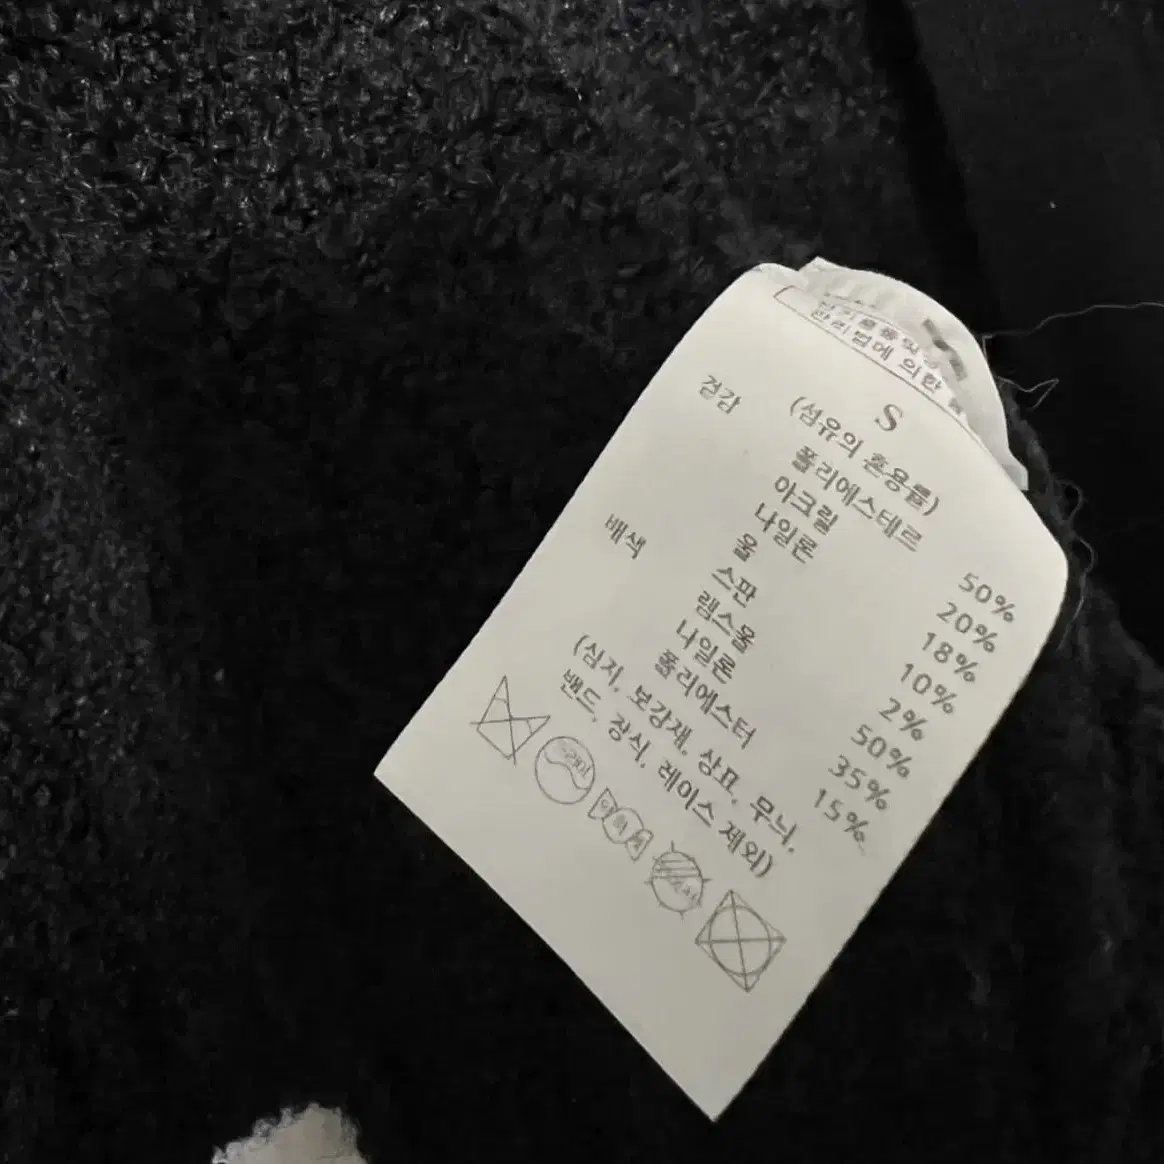 관리법에 의한
S
(섬유의 혼용률)
겉감 폴리에스테르 50%
아크릴 20%
나일론 18%
울 10%
스판 2%
배색 램스울 50%
나일론 35%
폴리에스터 15%
(심지, 보강재, 상표, 무늬,
밴드, 장식, 레이스 제외)
드라이